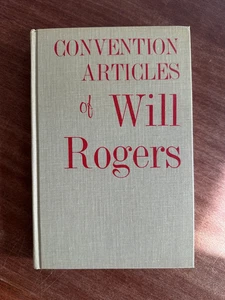 CONVENTION
ARTICLES
of Will
Rogers